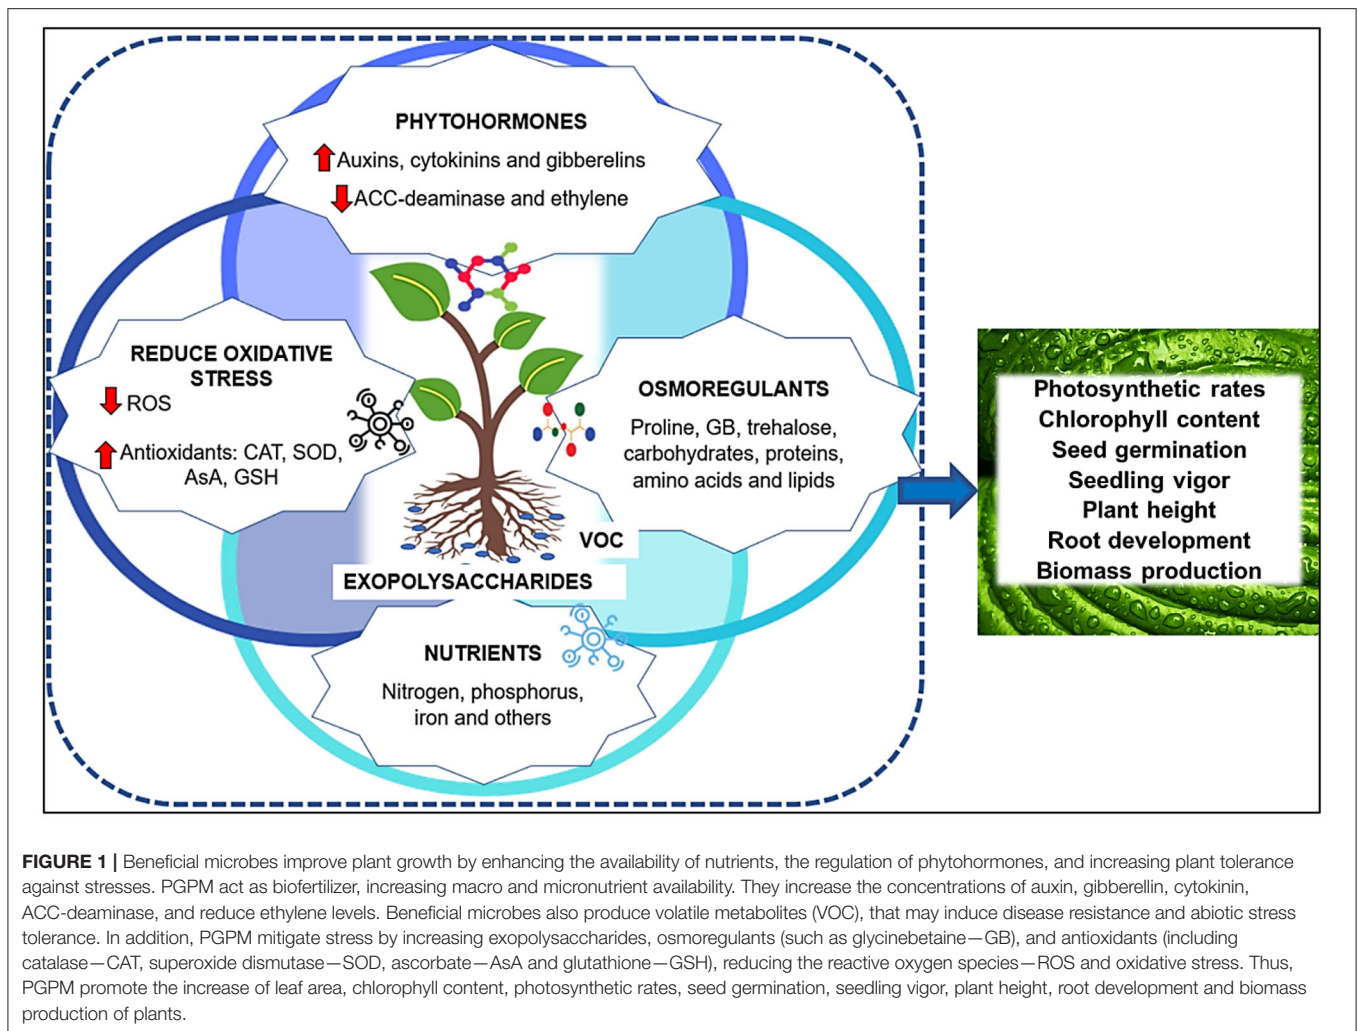 PHYTOHORMONES
Auxins, cytokinins and gibberelins
ACC-deaminase and ethylene
REDUCE OXIDATIVE
STRESS
ROS
Antioxidants: CAT, SOD,
AsA, GSH
OSMOREGULANTS
Proline, GB, trehalose,
carbohydrates, proteins,
amino acids and lipids
VOC
EXOPOLYSACCHARIDES
NUTRIENTS
Nitrogen, phosphorus,
iron and others
Photosynthetic rates
Chlorophyll content
Seed germination
Seedling vigor
Plant height
Root development
Biomass production
FIGURE 1 | Beneficial microbes improve plant growth by enhancing the availability of nutrients, the regulation of phytohormones, and increasing plant tolerance
against stresses. PGPM act as biofertilizer, increasing macro and micronutrient availability. They increase the concentrations of auxin, gibberellin, cytokinin,
ACC-deaminase, and reduce ethylene levels. Beneficial microbes also produce volatile metabolites (VOC), that may induce disease resistance and abiotic stress
tolerance. In addition, PGPM mitigate stress by increasing exopolysaccharides, osmoregulants (such as glycinebetaine—GB), and antioxidants (including
catalase—CAT, superoxide dismutase—SOD, ascorbate—AsA and glutathione—GSH), reducing the reactive oxygen species—ROS and oxidative stress. Thus,
PGPM promote the increase of leaf area, chlorophyll content, photosynthetic rates, seed germination, seedling vigor, plant height, root development and biomass
production of plants.